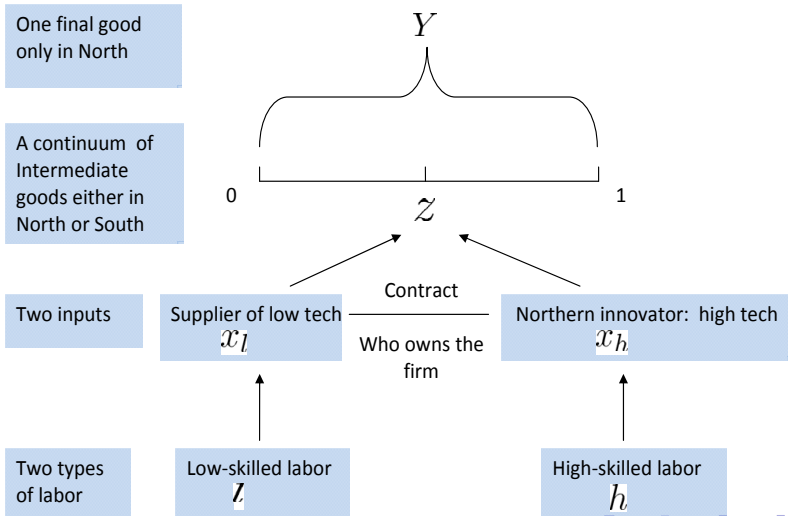 One final good
only in North
Y
A continuum of
Intermediate
goods either in
North or South
0
1
z
Two inputs
Supplier of low tech
x_l
Contract
Who owns the
firm
Northern innovator: high tech
x_h
Two types
of labor
Low-skilled labor
l
High-skilled labor
h